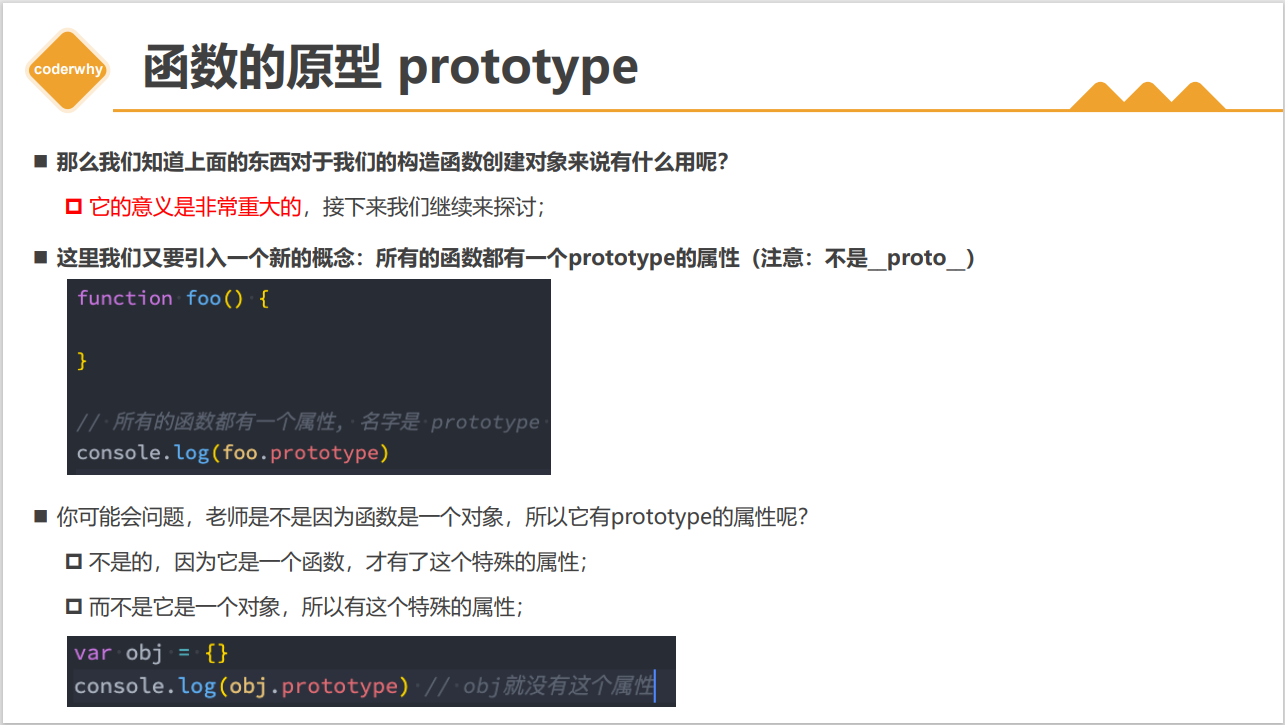 coderwhy
函数的原型 prototype
■ 那么我们知道上面的东西对于我们的构造函数创建对象来说有什么用呢？
它的意义是非常重大的，接下来我们继续来探讨；
■ 这里我们又要引入一个新的概念：所有的函数都有一个prototype的属性（注意：不是__proto__）
function foo() {
}
// 所有的函数都有一个属性, 名字是 prototype
console.log(foo.prototype)
■ 你可能会问题，老师是不是因为函数是一个对象，所以它有prototype的属性呢？
不是的，因为它是一个函数，才有了这个特殊的属性；
而不是它是一个对象，所以有这个特殊的属性；
var obj = {}
console.log(obj.prototype) // obj就没有这个属性